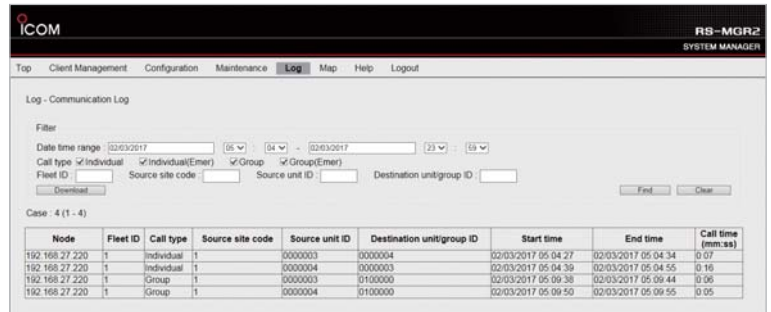 ICOM
RS-MGR2
SYSTEM MANAGER
Top Client Management Configuration Maintenance Log Map Help Logout
Log - Communication Log
Filter
Date time range : 02/03/2017 05 : 04 - 02/03/2017 23 : 59
Call type Individual Individual(Emer) Group Group(Emer)
Fleet ID : Source site code : Source unit ID : Destination unit/group ID :
Download Find Clear
Case : 4 (1 - 4)
Node Fleet ID Call type Source site code Source unit ID Destination unit/group ID Start time End time Call time (mm:ss)
192.168.27.220 1 Individual 1 0000003 0000004 02/03/2017 05:04:27 02/03/2017 05:04:34 0:07
192.168.27.220 1 Individual 1 0000004 0000003 02/03/2017 05:04:39 02/03/2017 05:04:55 0:16
192.168.27.220 1 Group 1 0000003 0100000 02/03/2017 05:09:38 02/03/2017 05:09:44 0:06
192.168.27.220 1 Group 1 0000004 0100000 02/03/2017 05:09:50 02/03/2017 05:09:55 0:05